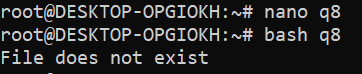 root@DESKTOP-OPGIOKH:~# nano q8
root@DESKTOP-OPGIOKH:~# bash q8
File does not exist